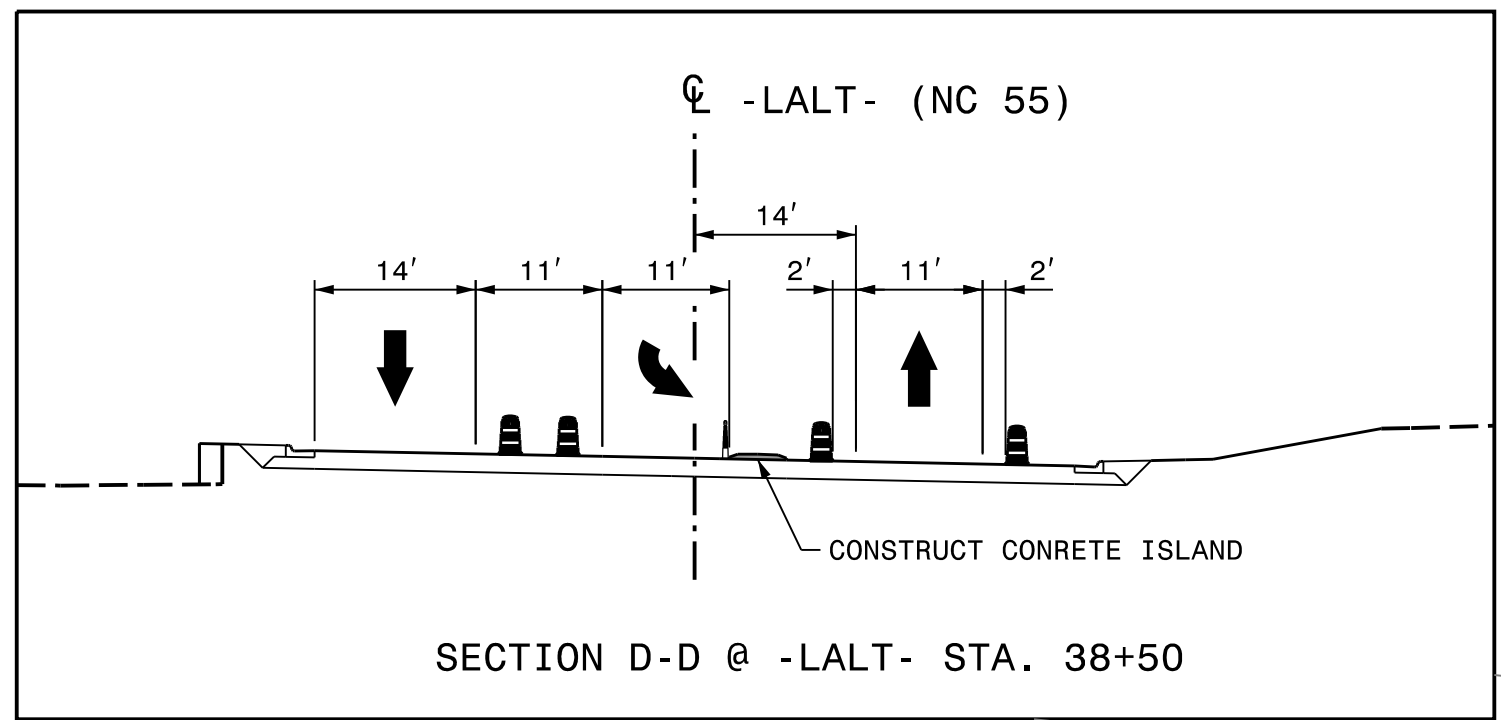 ℄ -LALT- (NC 55)
14'
14' 11' 11' 2' 11' 2'
CONSTRUCT CONRETE ISLAND
SECTION D-D @ -LALT- STA. 38+50